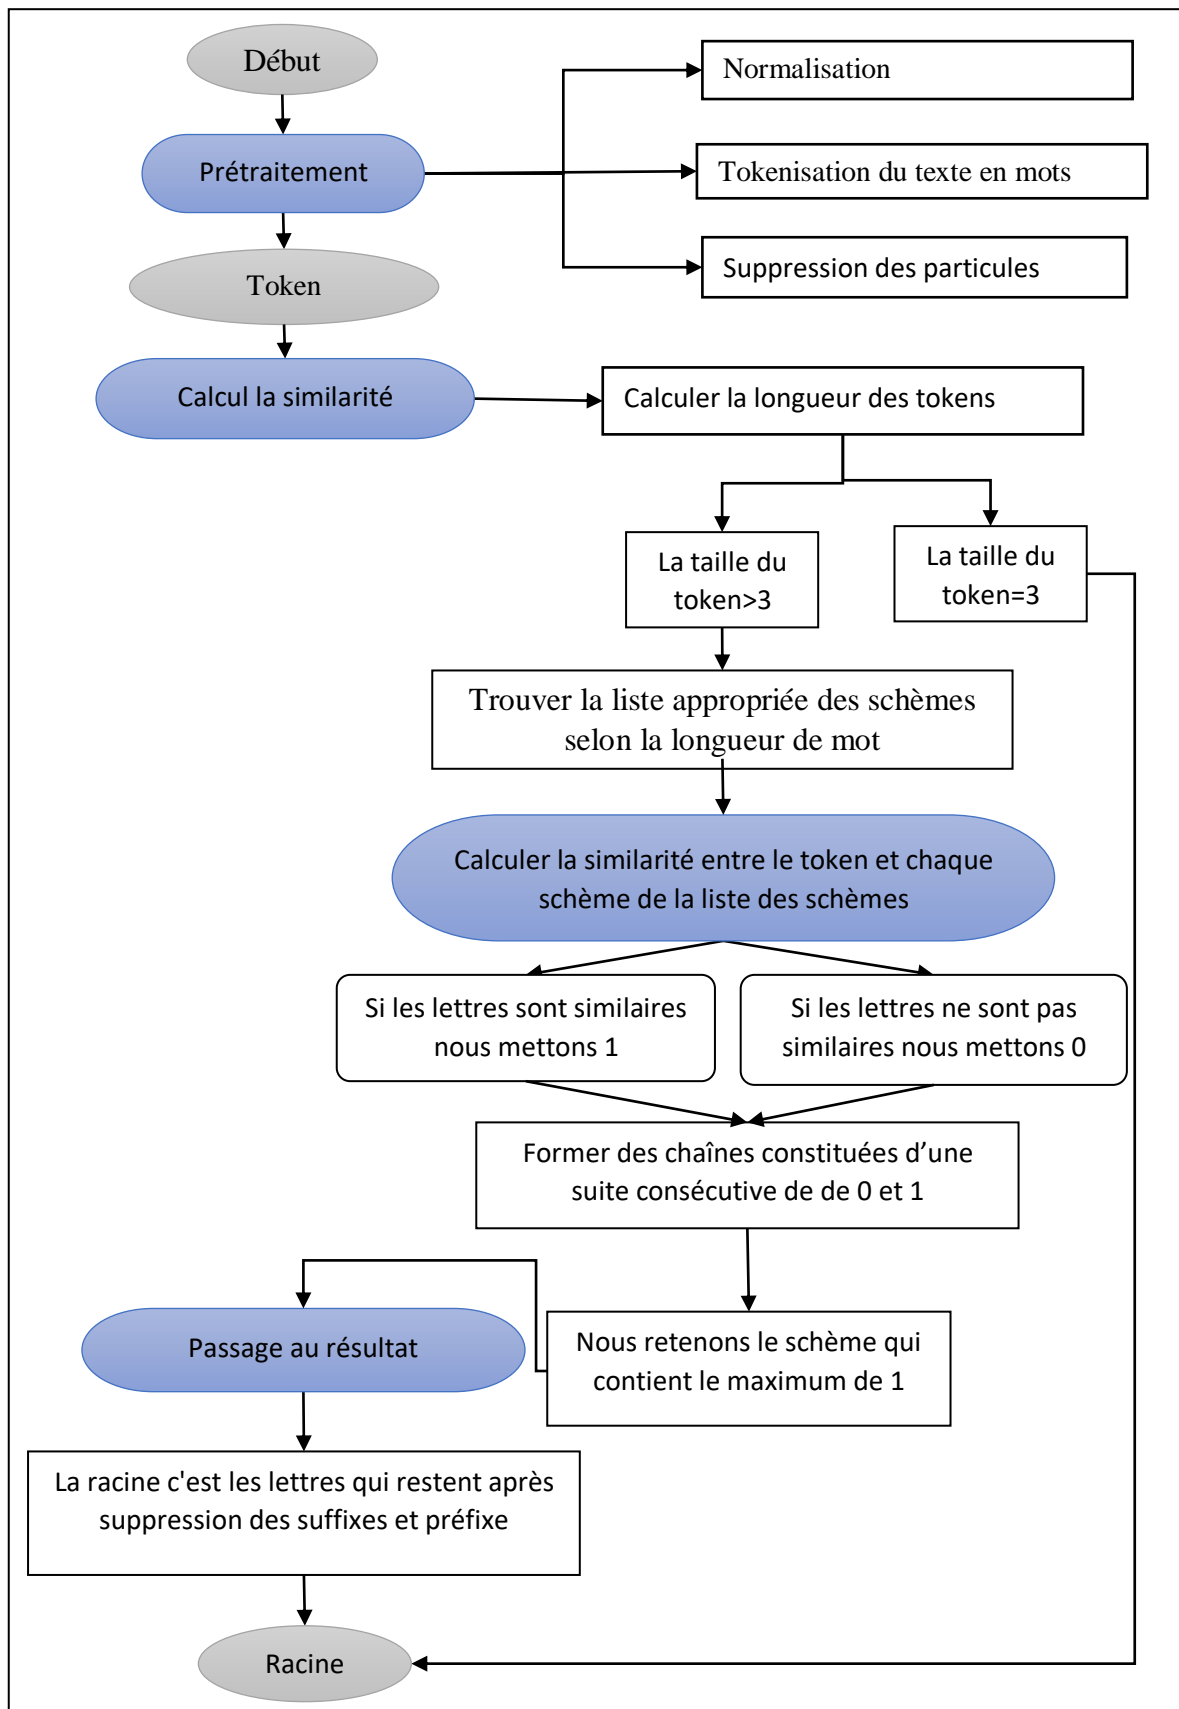 Début
Normalisation
Prétraitement
Tokenisation du texte en mots
Suppression des particules
Token
Calcul la similarité
Calculer la longueur des tokens
La taille du
token>3
La taille du
token=3
Trouver la liste appropriée des schèmes
selon la longueur de mot
Calculer la similarité entre le token et chaque
schème de la liste des schèmes
Si les lettres sont similaires
nous mettons 1
Si les lettres ne sont pas
similaires nous mettons 0
Former des chaînes constituées d’une
suite consécutive de de 0 et 1
Nous retenons le schème qui
contient le maximum de 1
Passage au résultat
La racine c'est les lettres qui restent après
suppression des suffixes et préfixe
Racine